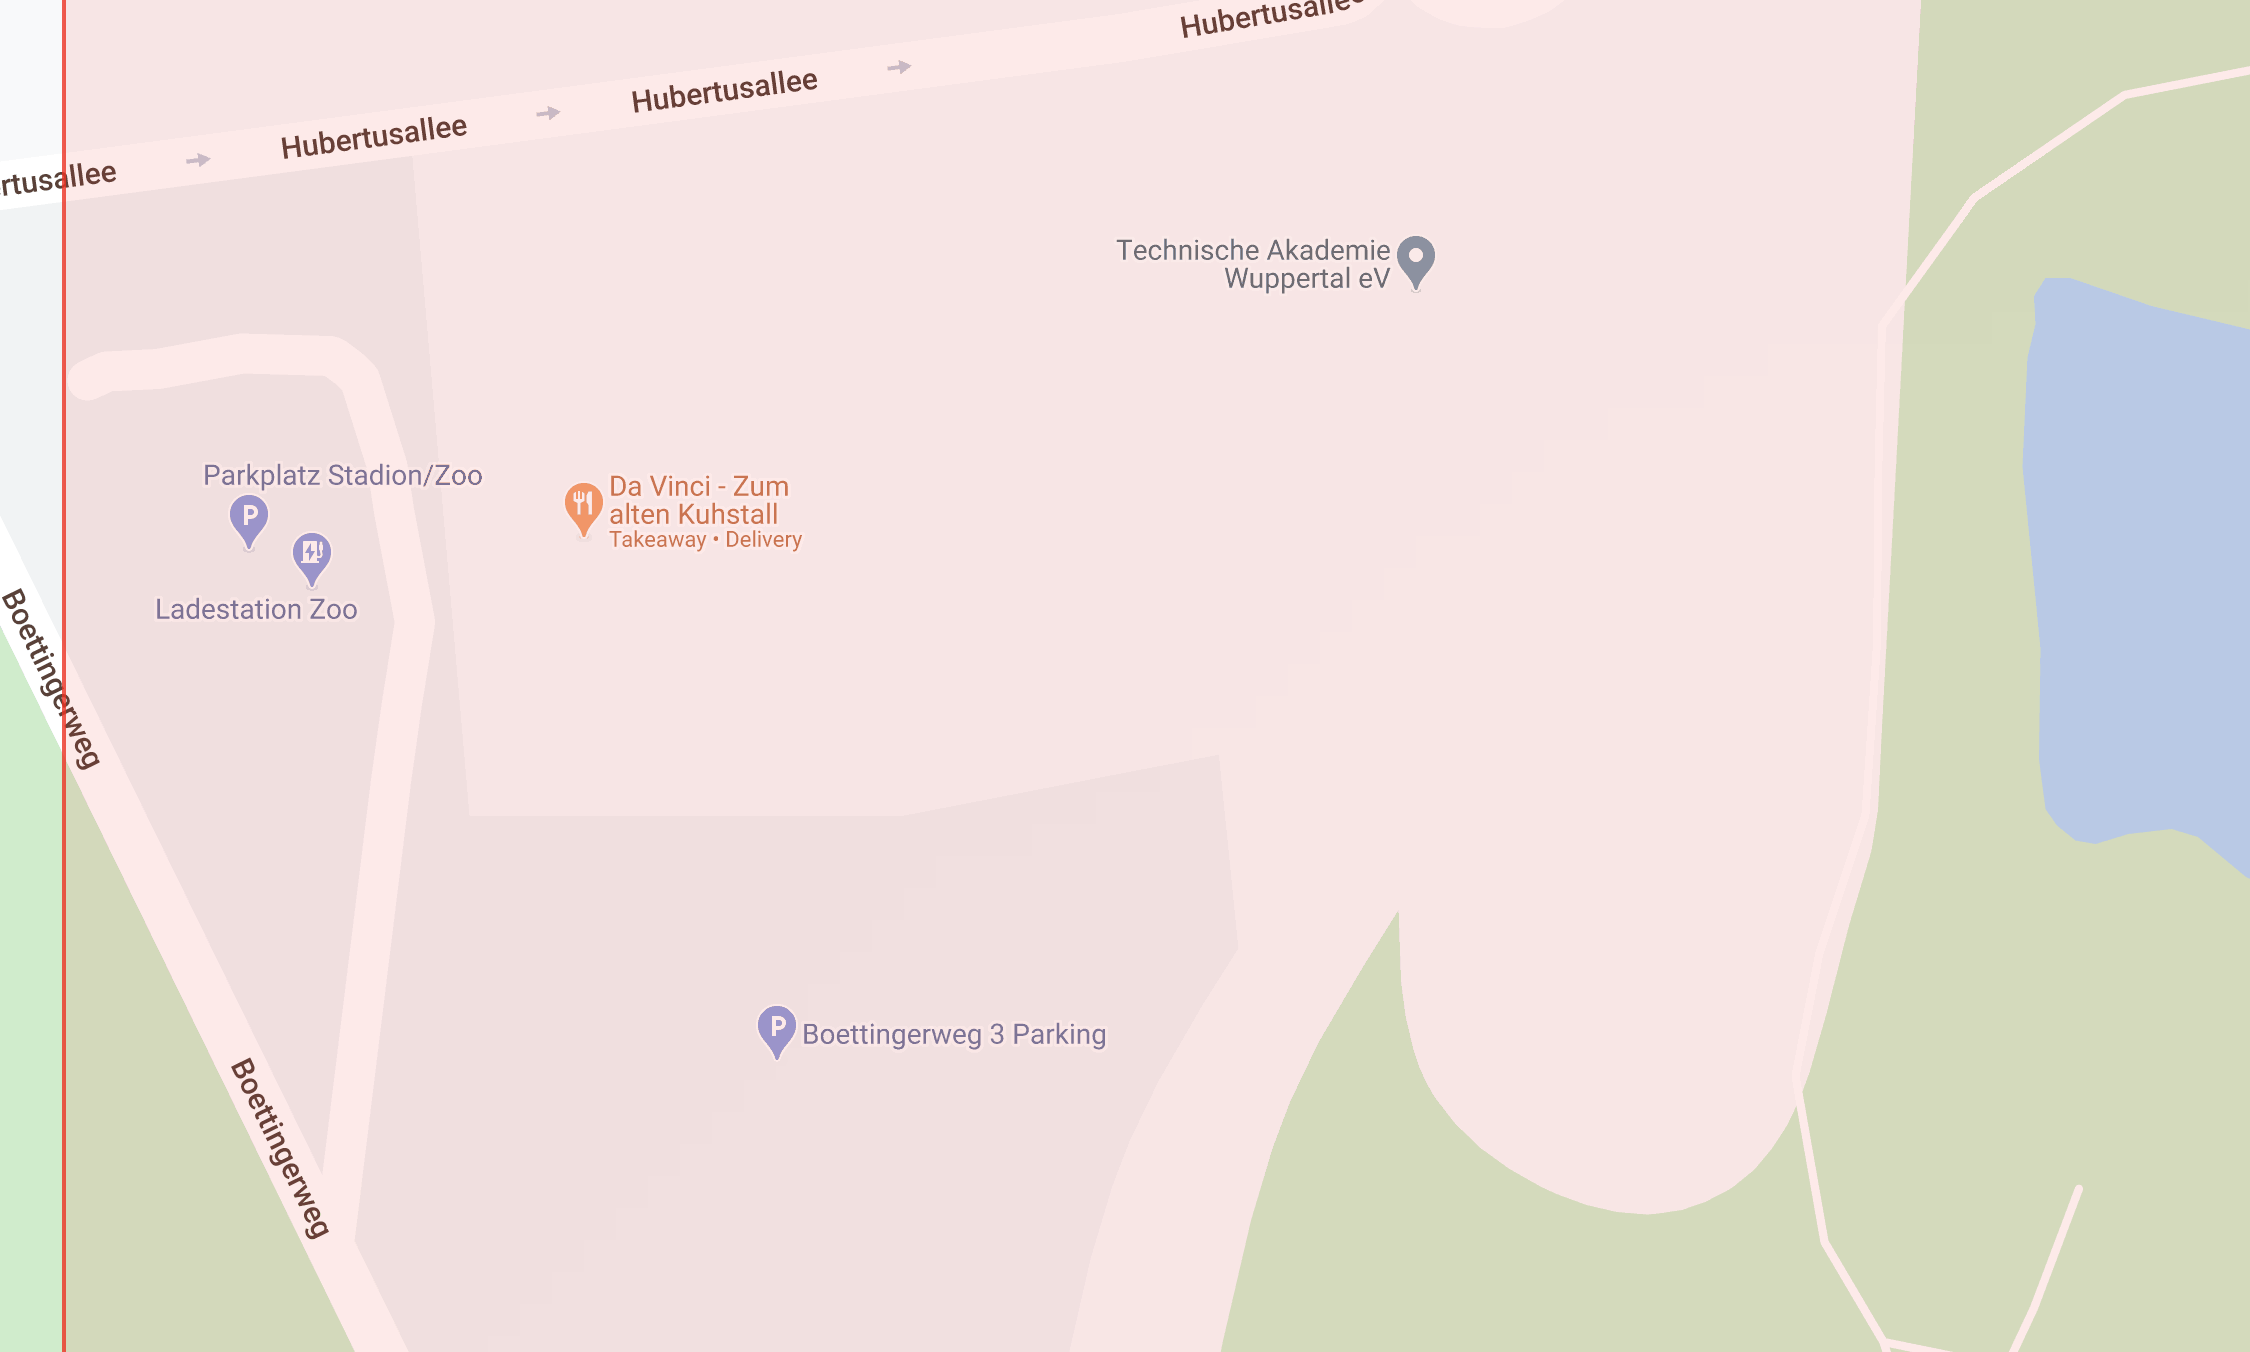 Hubertusallee
Hubertusallee
Hubertusallee
rtusallee
Technische Akademie
Wuppertal eV
Parkplatz Stadion/Zoo
P
Da Vinci - Zum
alten Kuhstall
Takeaway • Delivery
Ladestation Zoo
Boettingerweg
P
Boettingerweg 3 Parking
Boettingerweg